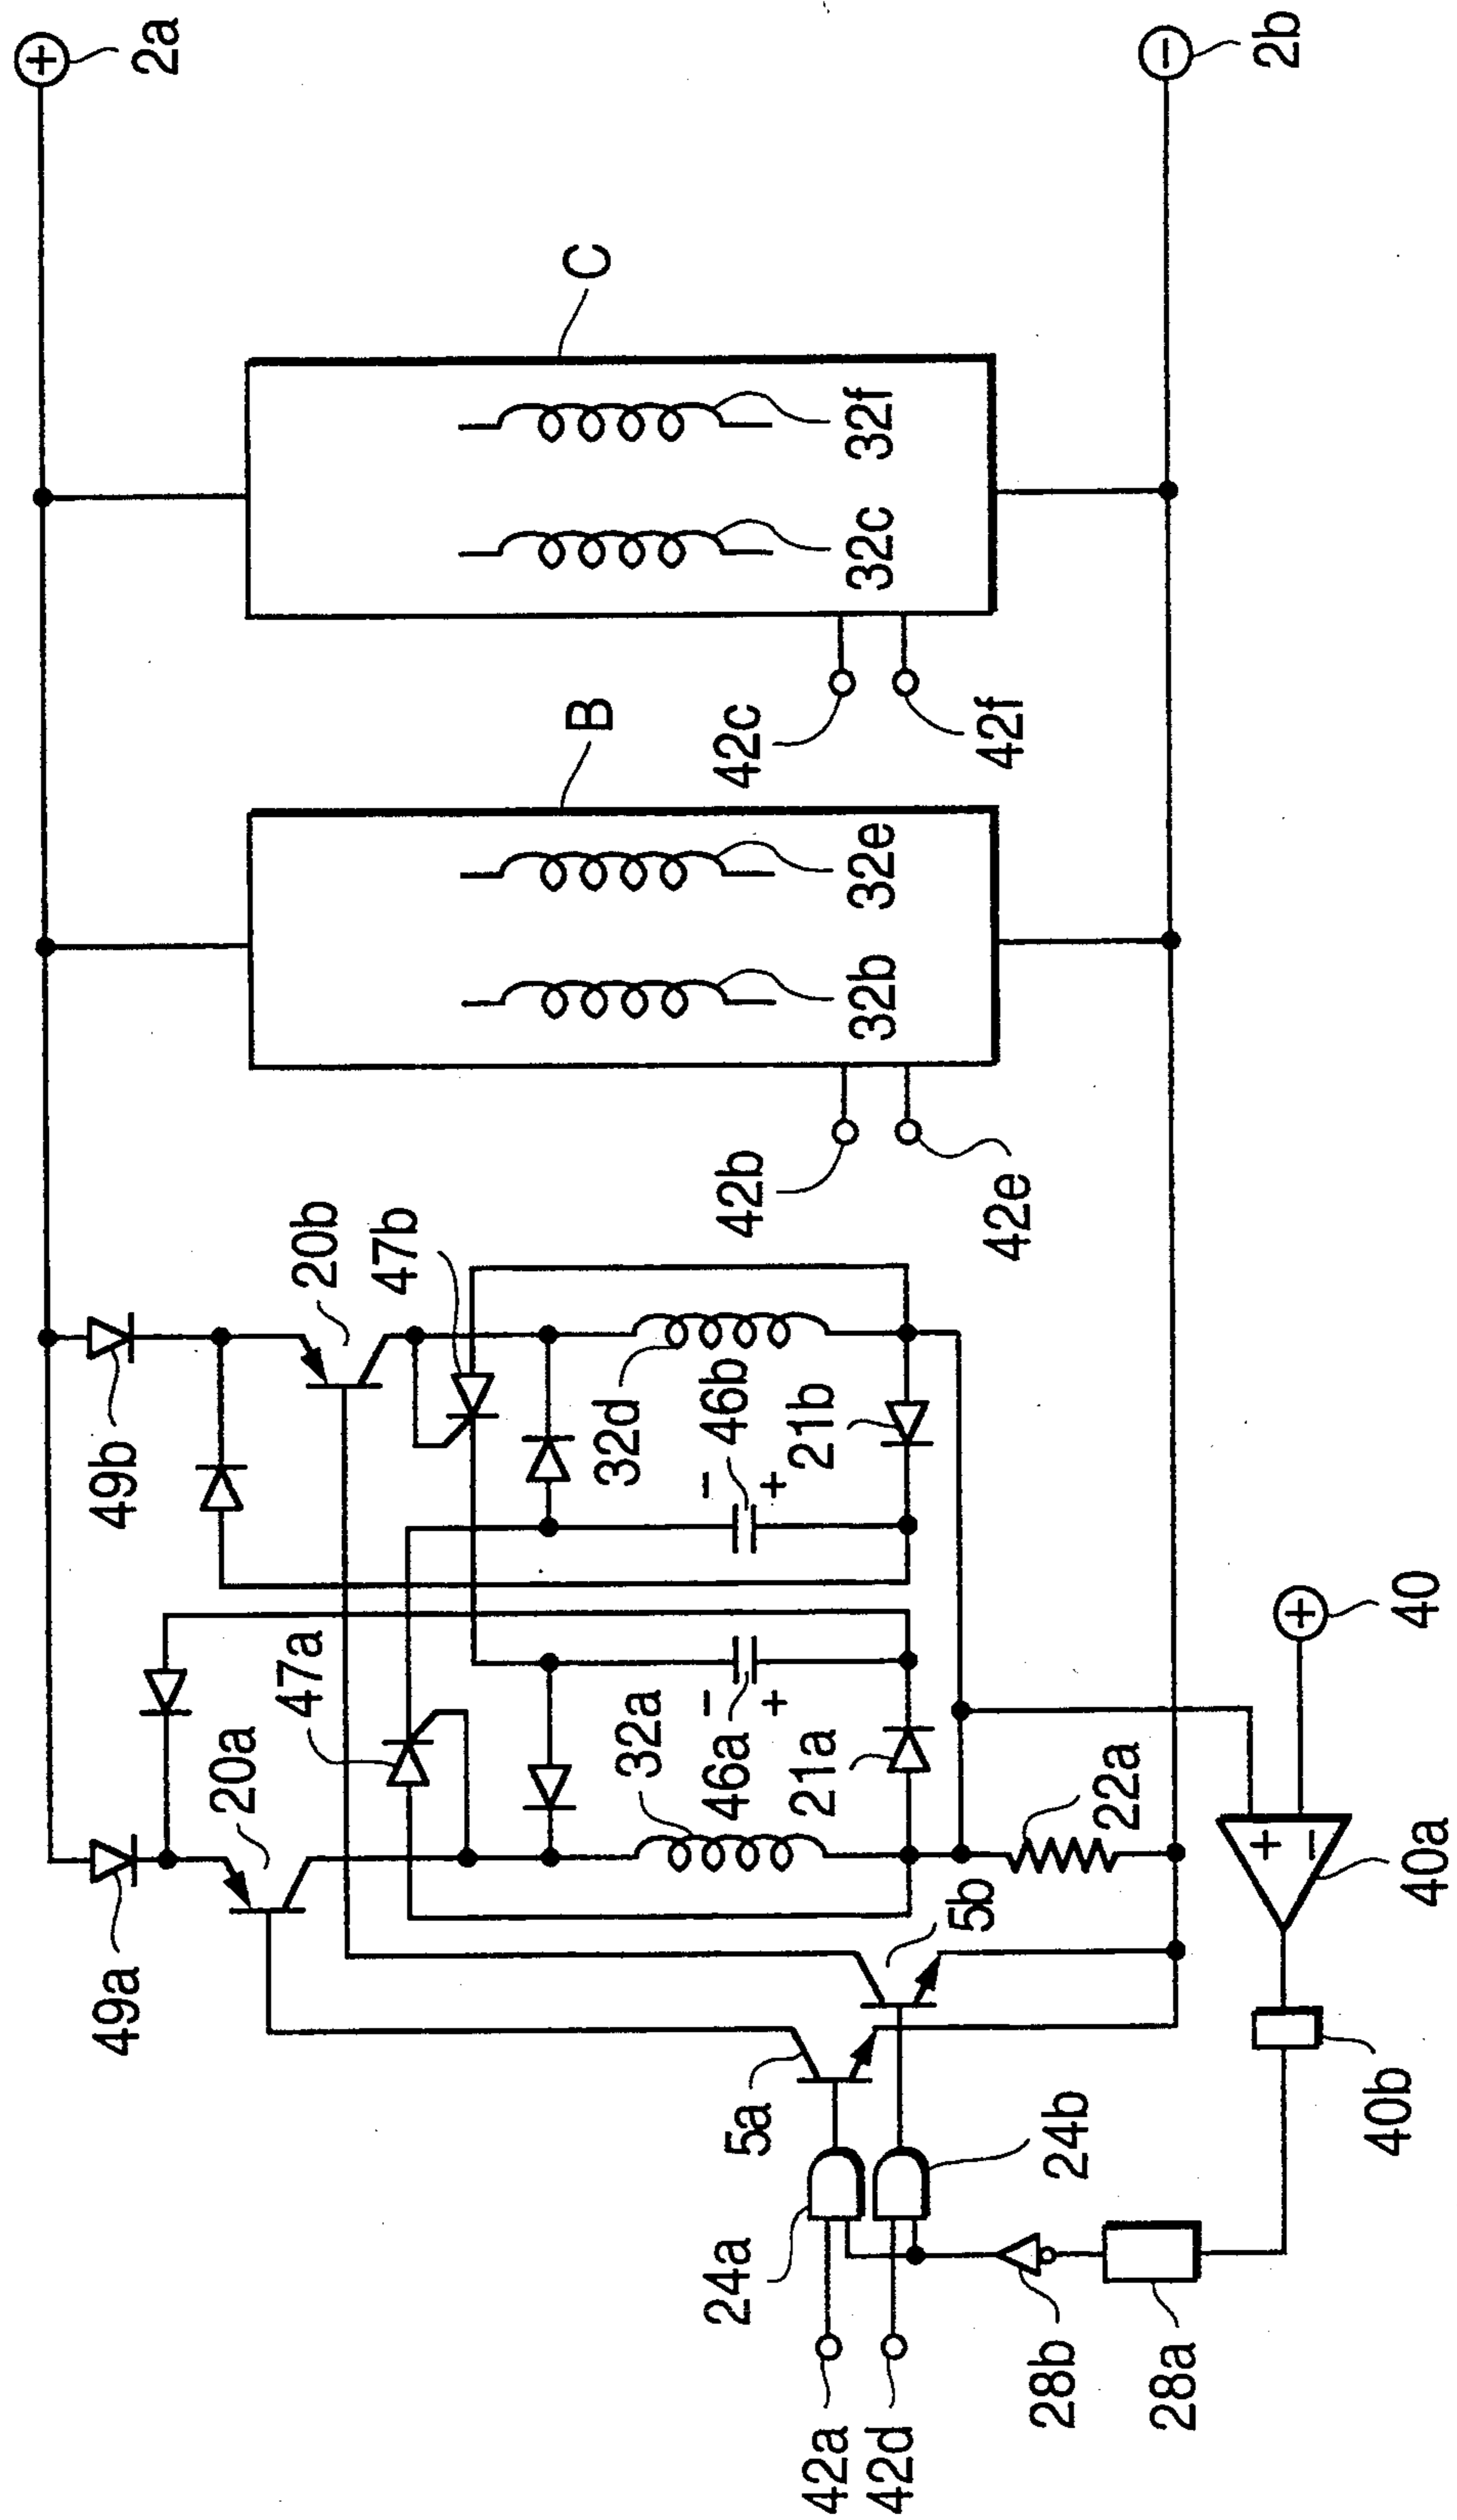 2a
2b
C
32f
32c
42c
42f
B
32e
32b
42b
42e
20b
47b
49b
32d
46b
21b
−
+
47a
20a
49a
32a
46a
21a
−
+
22a
5b
5a
24b
24a
28b
28a
42a
42d
40
40a
40b
+
−
+
+
−